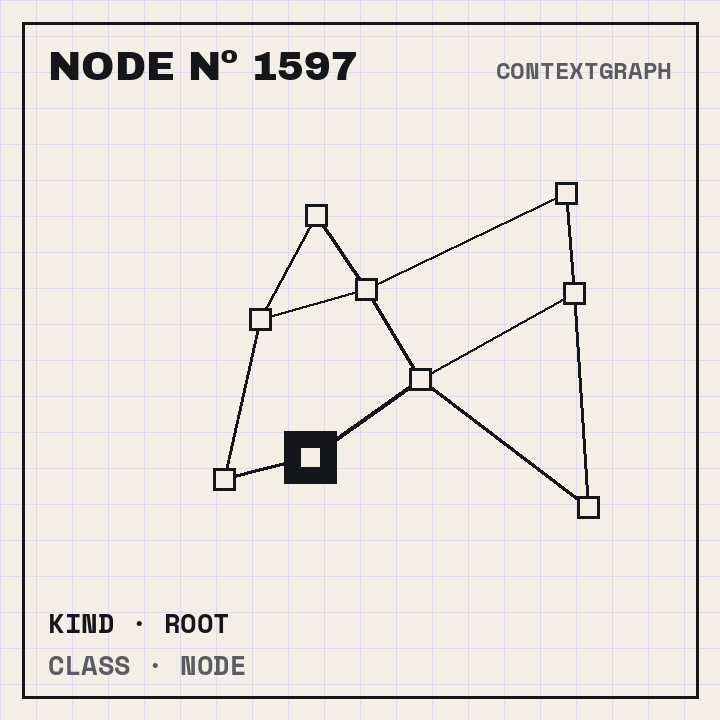 NODE Nº 1597
CONTEXTGRAPH
KIND · ROOT
CLASS · NODE